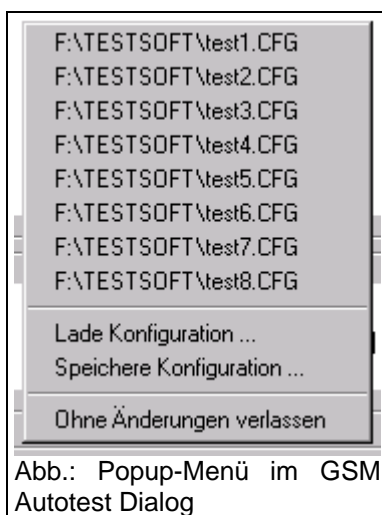 F:\TESTSOFT\test1.CFG
F:\TESTSOFT\test2.CFG
F:\TESTSOFT\test3.CFG
F:\TESTSOFT\test4.CFG
F:\TESTSOFT\test5.CFG
F:\TESTSOFT\test6.CFG
F:\TESTSOFT\test7.CFG
F:\TESTSOFT\test8.CFG
Lade Konfiguration ...
Speichere Konfiguration ...
Ohne Änderungen verlassen
Abb.: Popup-Menü im GSM
Autotest Dialog